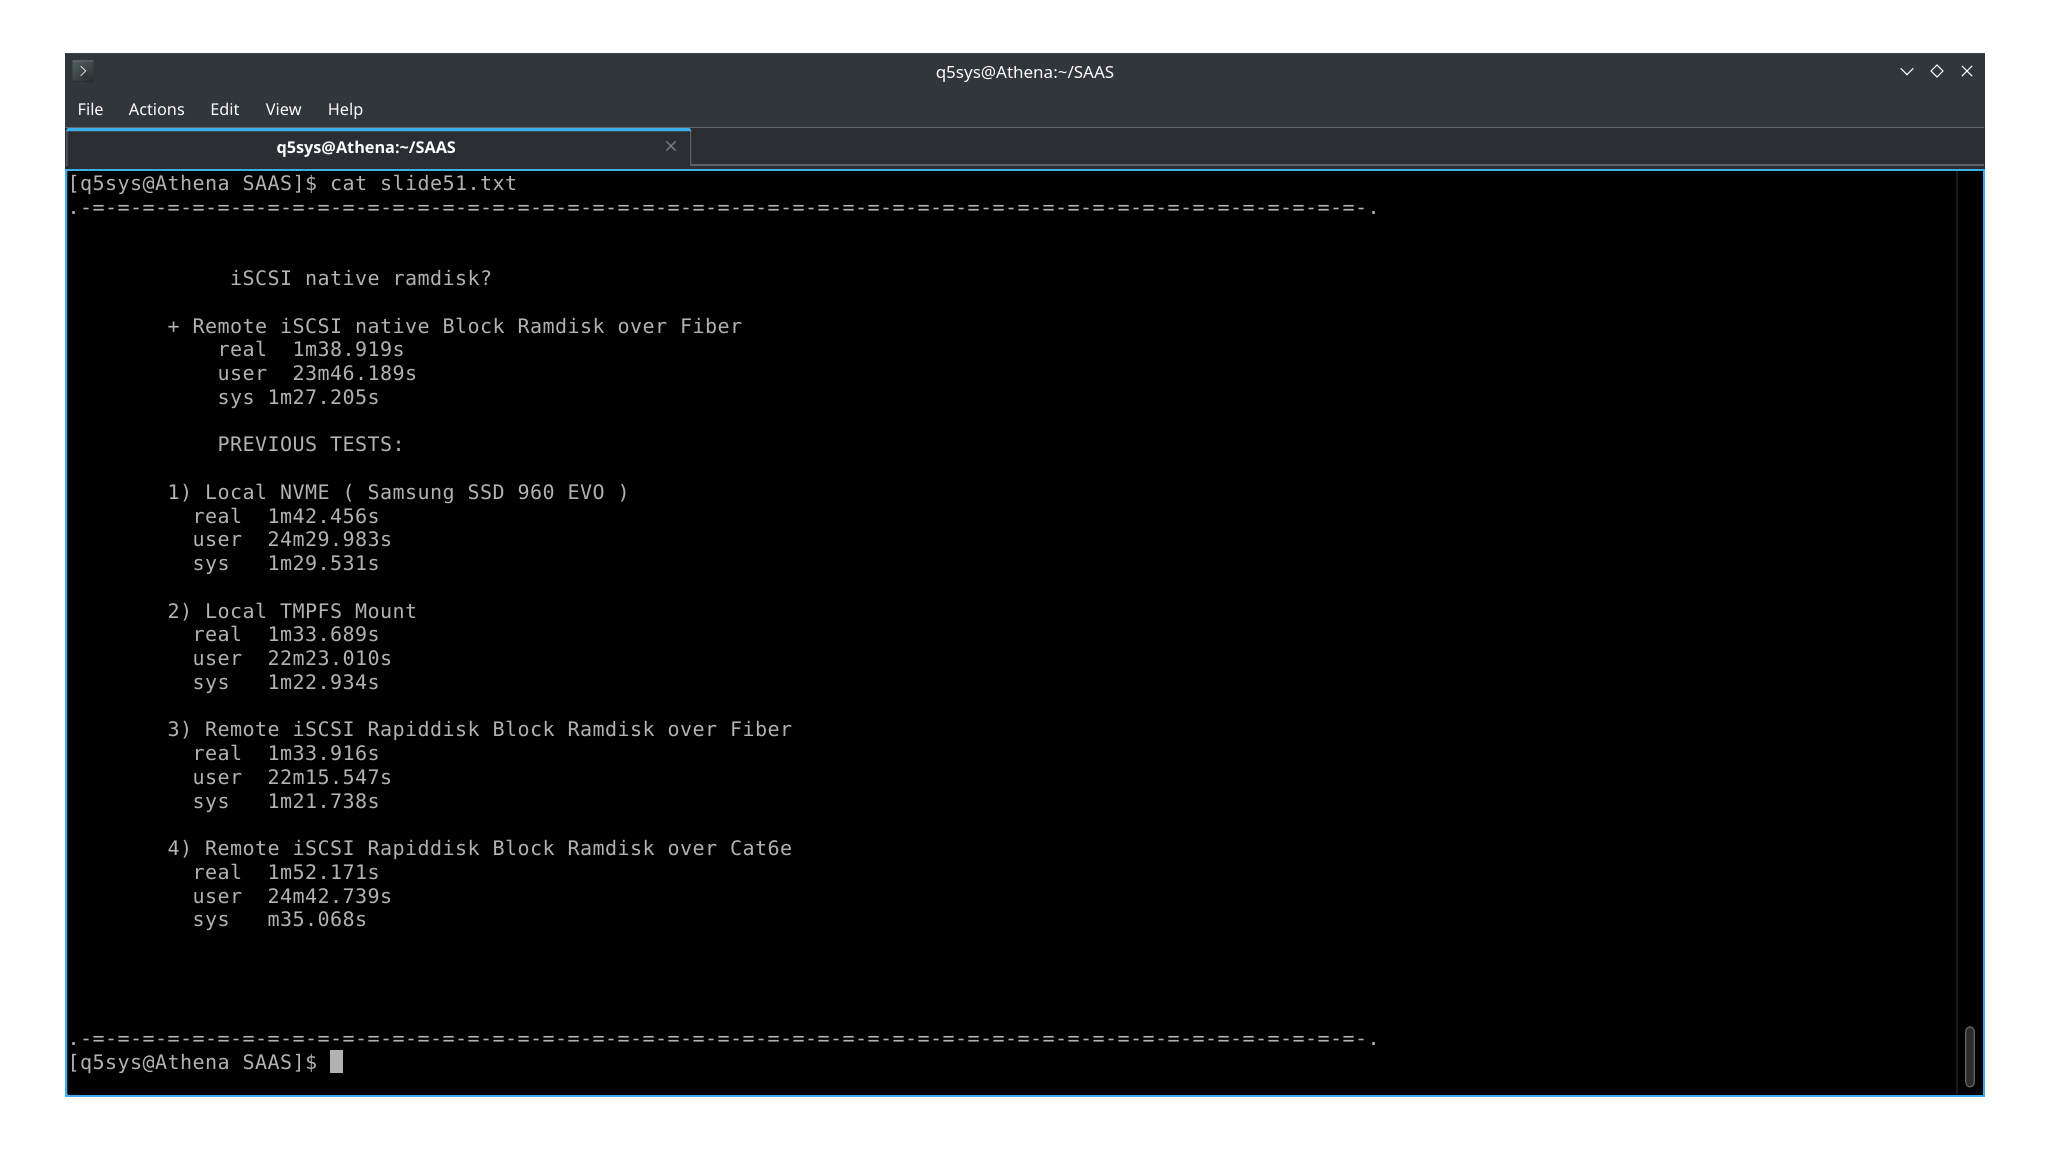 q5sys@Athena:~/SAAS
File Actions Edit View Help
q5sys@Athena:~/SAAS
[q5sys@Athena SAAS]$ cat slide51.txt
.-=-=-=-=-=-=-=-=-=-=-=-=-=-=-=-=-=-=-=-=-=-=-=-=-=-=-=-=-=-=-=-=-=-=-=-=-=-=-=-=-=-=-=-=-=-=-=-=-=-=-=-.
iSCSI native ramdisk?
+ Remote iSCSI native Block Ramdisk over Fiber
real 1m38.919s
user 23m46.189s
sys 1m27.205s
PREVIOUS TESTS:
1) Local NVME ( Samsung SSD 960 EVO )
real 1m42.456s
user 24m29.983s
sys 1m29.531s
2) Local TMPFS Mount
real 1m33.689s
user 22m23.010s
sys 1m22.934s
3) Remote iSCSI Rapiddisk Block Ramdisk over Fiber
real 1m33.916s
user 22m15.547s
sys 1m21.738s
4) Remote iSCSI Rapiddisk Block Ramdisk over Cat6e
real 1m52.171s
user 24m42.739s
sys m35.068s
.-=-=-=-=-=-=-=-=-=-=-=-=-=-=-=-=-=-=-=-=-=-=-=-=-=-=-=-=-=-=-=-=-=-=-=-=-=-=-=-=-=-=-=-=-=-=-=-=-=-=-=-.
[q5sys@Athena SAAS]$